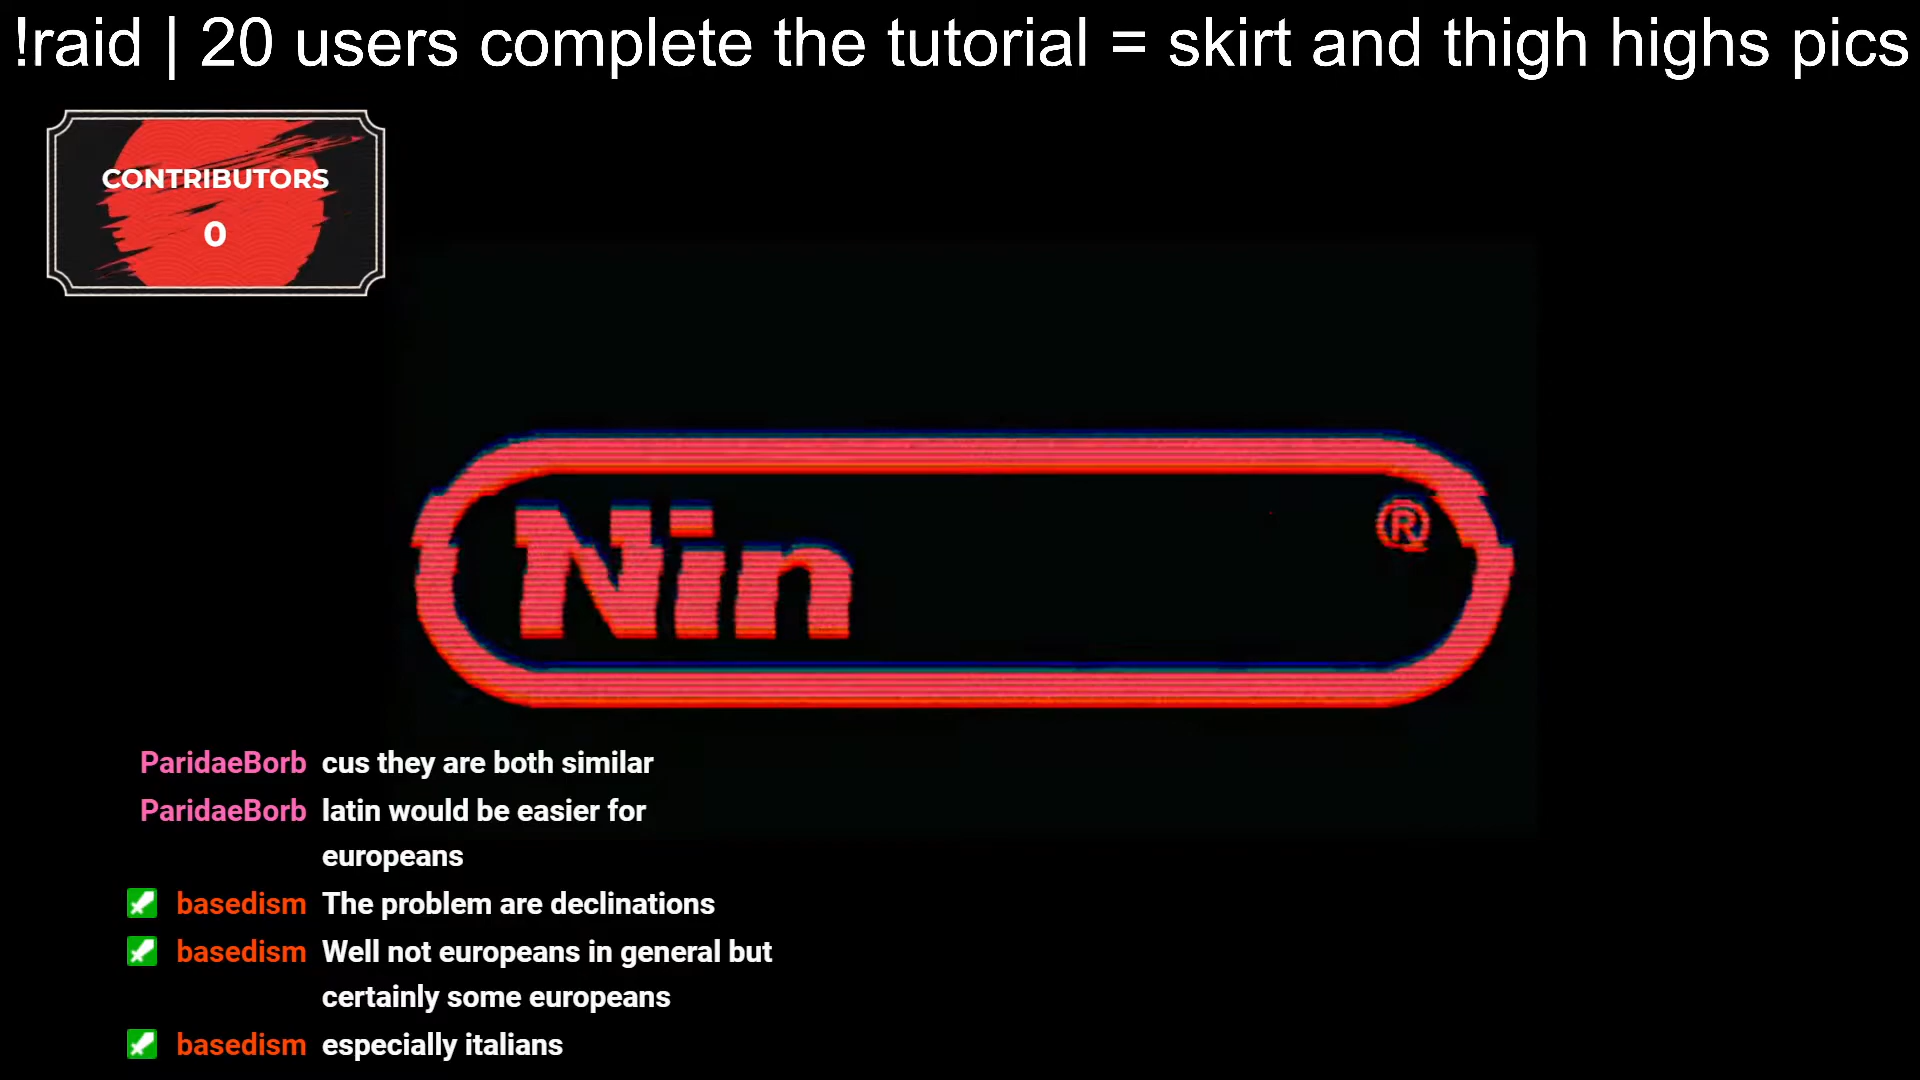 !raid | 20 users complete the tutorial = skirt and thigh highs pics
CONTRIBUTORS
0
Nin ®
ParidaeBorb cus they are both similar
ParidaeBorb latin would be easier for
europeans
basedism The problem are declinations
basedism Well not europeans in general but
certainly some europeans
basedism especially italians